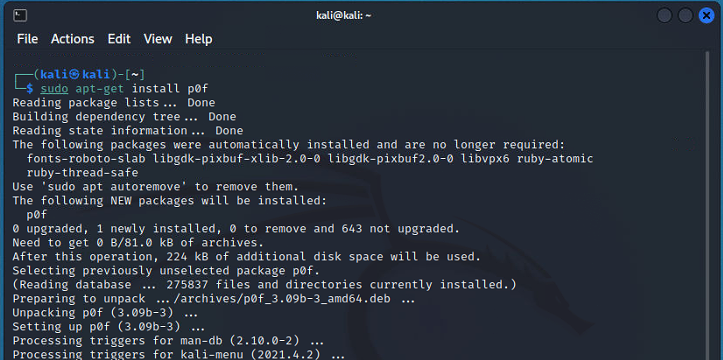 kali@kali: ~
File Actions Edit View Help
┌──(kali㉿kali)-[~]
└─$ sudo apt-get install p0f
Reading package lists... Done
Building dependency tree... Done
Reading state information... Done
The following packages were automatically installed and are no longer required:
  fonts-roboto-slab libgdk-pixbuf-xlib-2.0-0 libgdk-pixbuf2.0-0 libvpx6 ruby-atomic
  ruby-thread-safe
Use 'sudo apt autoremove' to remove them.
The following NEW packages will be installed:
  p0f
0 upgraded, 1 newly installed, 0 to remove and 643 not upgraded.
Need to get 0 B/81.0 kB of archives.
After this operation, 224 kB of additional disk space will be used.
Selecting previously unselected package p0f.
(Reading database ... 275837 files and directories currently installed.)
Preparing to unpack .../archives/p0f_3.09b-3_amd64.deb ...
Unpacking p0f (3.09b-3) ...
Setting up p0f (3.09b-3) ...
Processing triggers for man-db (2.10.0-2) ...
Processing triggers for kali-menu (2021.4.2) ...